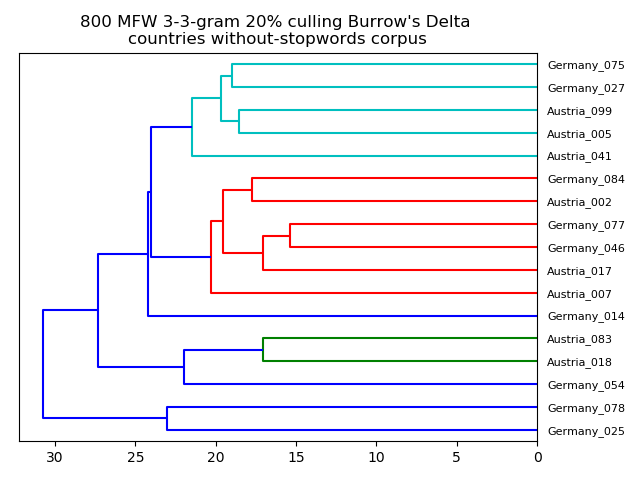 800 MFW 3-3-gram 20% culling Burrow's Delta
countries without-stopwords corpus
Germany_075
Germany_027
Austria_099
Austria_005
Austria_041
Germany_084
Austria_002
Germany_077
Germany_046
Austria_017
Austria_007
Germany_014
Austria_083
Austria_018
Germany_054
Germany_078
Germany_025
30 25 20 15 10 5 0